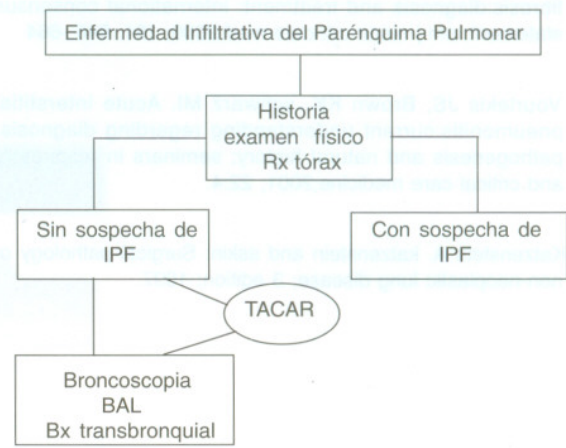 Enfermedad Infiltrativa del Parénquima Pulmonar
Historia
examen físico
Rx tórax
Sin sospecha de
IPF
Con sospecha de
IPF
TACAR
Broncoscopia
BAL
Bx transbronquial